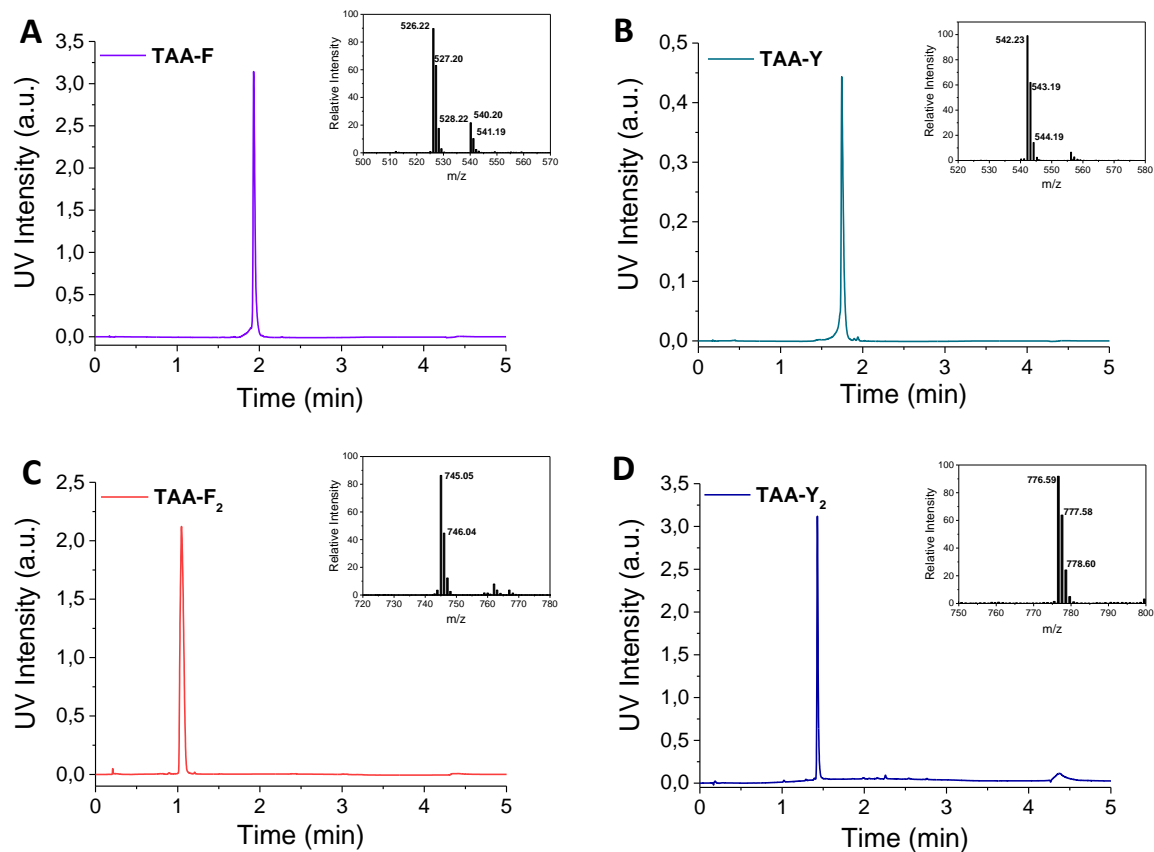 A
TAA-F
UV Intensity (a.u.)
3,5
3,0
2,5
2,0
1,5
1,0
0,5
0,0
0 1 2 3 4 5
Time (min)
Relative Intensity
100
80
60
40
20
0
526.22
527.20
528.22
540.20
541.19
500 510 520 530 540 550 560 570
m/z
B
TAA-Y
UV Intensity (a.u.)
0,5
0,4
0,3
0,2
0,1
0,0
0 1 2 3 4 5
Time (min)
Relative Intensity
100
80
60
40
20
0
542.23
543.19
544.19
520 530 540 550 560 570 580
m/z
C
TAA-F2
UV Intensity (a.u.)
2,5
2,0
1,5
1,0
0,5
0,0
0 1 2 3 4 5
Time (min)
Relative Intensity
100
80
60
40
20
0
745.05
746.04
720 730 740 750 760 770 780
m/z
D
TAA-Y2
UV Intensity (a.u.)
3,5
3,0
2,5
2,0
1,5
1,0
0,5
0,0
0 1 2 3 4 5
Time (min)
Relative Intensity
100
80
60
40
20
0
776.59
777.58
778.60
750 760 770 780 790 800
m/z